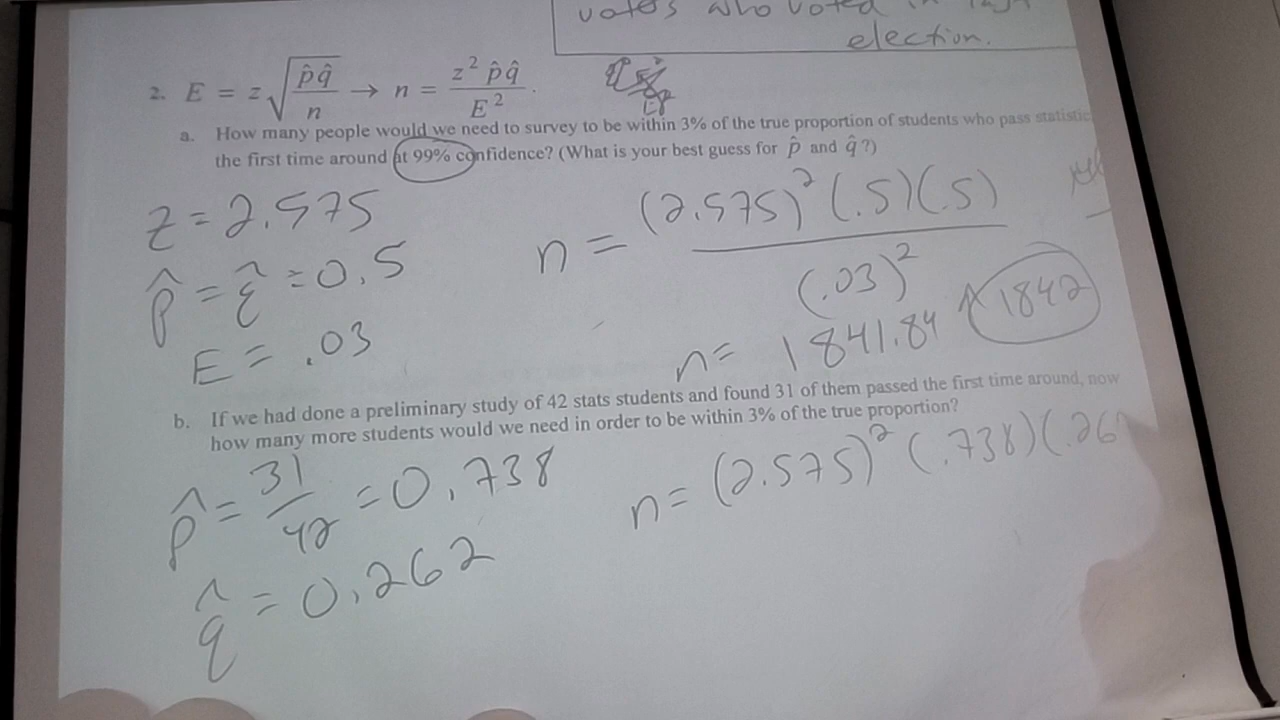 voters who voted in
election.
2. E = z√(p̂q̂/n) → n = z² p̂q̂/E².
a. How many people would we need to survey to be within 3% of the true proportion of students who pass statistic
the first time around at 99% confidence? (What is your best guess for p̂ and q̂ ?)
z = 2.575
p̂ = q̂ = 0.5
E = .03
n = (2.575)² (.5)(.5)/(.03)²
n = 1841.84 ↑ 1842
b. If we had done a preliminary study of 42 stats students and found 31 of them passed the first time around, now
how many more students would we need in order to be within 3% of the true proportion?
p̂ = 31/42 = 0.738
q̂ = 0.262
n = (2.575)² (.738)(.26